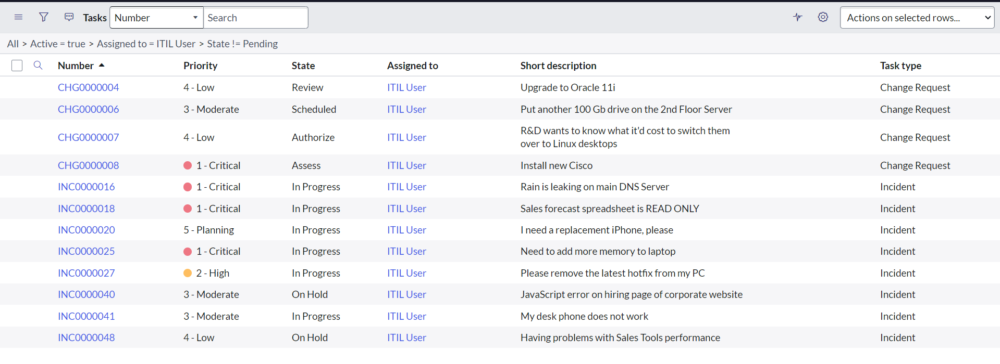 Tasks Number Search Actions on selected rows...
All > Active = true > Assigned to = ITIL User > State != Pending
Number Priority State Assigned to Short description Task type
CHG0000004 4 - Low Review ITIL User Upgrade to Oracle 11i Change Request
CHG0000006 3 - Moderate Scheduled ITIL User Put another 100 Gb drive on the 2nd Floor Server Change Request
CHG0000007 4 - Low Authorize ITIL User R&D wants to know what it'd cost to switch them Change Request
over to Linux desktops
CHG0000008 1 - Critical Assess ITIL User Install new Cisco Change Request
INC0000016 1 - Critical In Progress ITIL User Rain is leaking on main DNS Server Incident
INC0000018 1 - Critical In Progress ITIL User Sales forecast spreadsheet is READ ONLY Incident
INC0000020 5 - Planning In Progress ITIL User I need a replacement iPhone, please Incident
INC0000025 1 - Critical In Progress ITIL User Need to add more memory to laptop Incident
INC0000027 2 - High In Progress ITIL User Please remove the latest hotfix from my PC Incident
INC0000040 3 - Moderate On Hold ITIL User JavaScript error on hiring page of corporate website Incident
INC0000041 3 - Moderate In Progress ITIL User My desk phone does not work Incident
INC0000048 4 - Low On Hold ITIL User Having problems with Sales Tools performance Incident